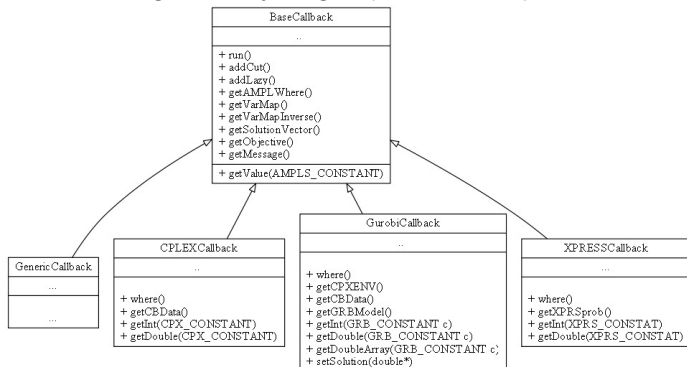 BaseCallback
..
+ run()
+ addCut()
+ addLazy()
+ getAMPLWhere()
+ getVarMap()
+ getVarMapInverse()
+ getSolutionVector()
+ getObjective()
+ getMessage()
+ getValue(AMPLS_CONSTANT)
GenericCallback
...
...
CPLEXCallback
..
+ where()
+ getCBData()
+ getInt(CPX_CONSTANT)
+ getDouble(CPX_CONSTANT)
GurobiCallback
..
+ where()
+ getCPXENV()
+ getCBData()
+ getGRBModel()
+ getInt(GRB_CONSTANT c)
+ getDouble(GRB_CONSTANT c)
+ getDoubleArray(GRB_CONSTANT c)
+ setSolution(double*)
XPRESSCallback
..
+ where()
+ getXPRSprob()
+ getInt(XPRS_CONSTAT)
+ getDouble(XPRS_CONSTAT)